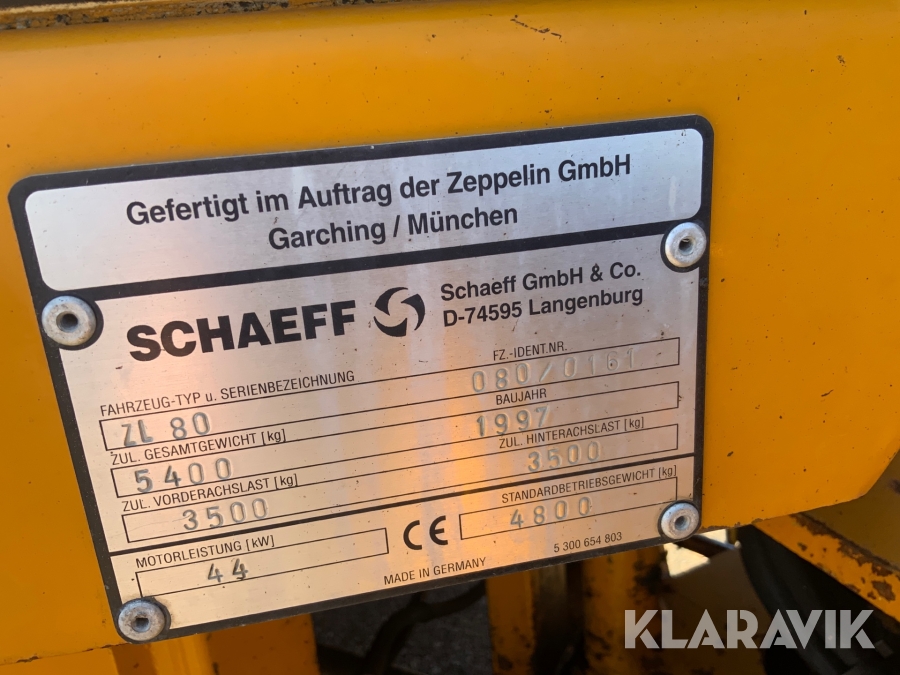 Gefertigt im Auftrag der Zeppelin GmbH
Garching / München
SCHAEFF
Schaeff GmbH & Co.
D-74595 Langenburg
FAHRZEUG-TYP u. SERIENBEZEICHNUNG
FZ.-IDENT.NR.
ZL 80
080/0161
ZUL. GESAMTGEWICHT [kg]
BAUJAHR
5400
1997
ZUL. VORDERACHSLAST [kg]
ZUL. HINTERACHSLAST [kg]
3500
3500
MOTORLEISTUNG [kW]
STANDARDBETRIEBSGEWICHT [kg]
44
CE
4800
MADE IN GERMANY
5 300 654 803
KLARAVIK